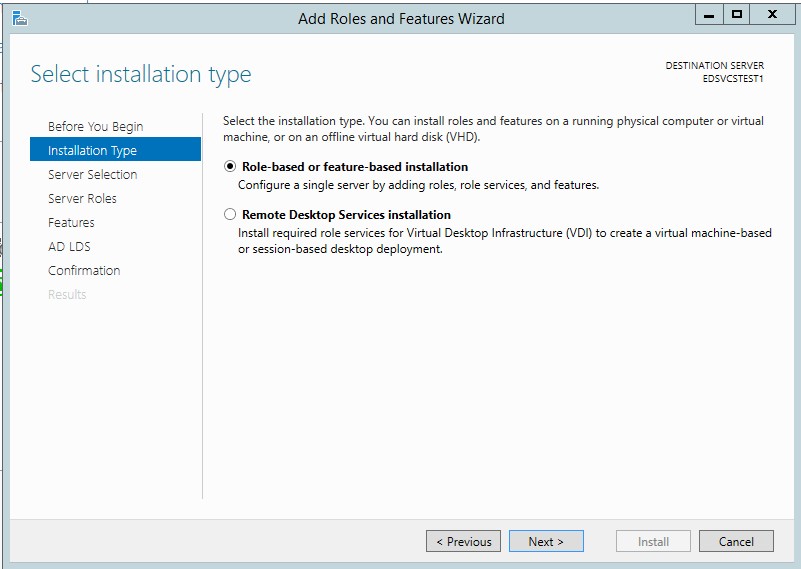 Add Roles and Features Wizard
Select installation type
DESTINATION SERVER
EDSVCSTEST1
Before You Begin
Installation Type
Server Selection
Server Roles
Features
AD LDS
Confirmation
Results
Select the installation type. You can install roles and features on a running physical computer or virtual
machine, or on an offline virtual hard disk (VHD).
Role-based or feature-based installation
Configure a single server by adding roles, role services, and features.
Remote Desktop Services installation
Install required role services for Virtual Desktop Infrastructure (VDI) to create a virtual machine-based
or session-based desktop deployment.
< Previous
Next >
Install
Cancel